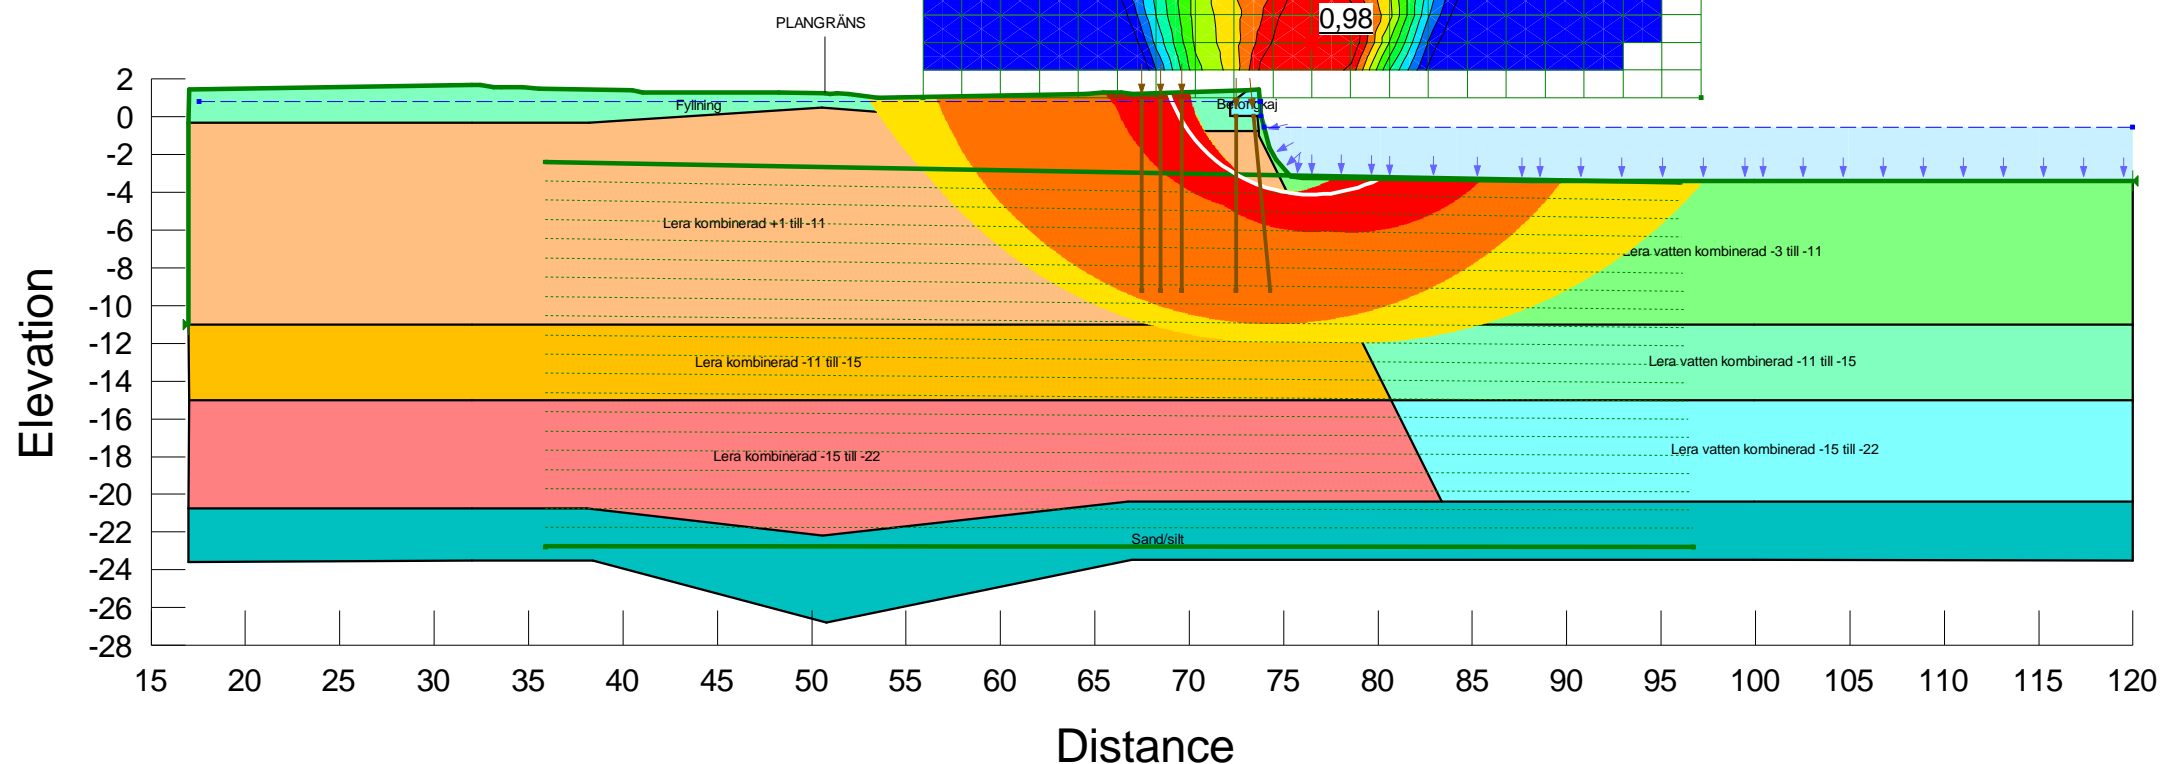 0,98
PLANGRÄNS
2
0
-2
-4
-6
-8
-10
-12
-14
-16
-18
-20
-22
-24
-26
-28
Elevation
Fyllning
Betongkaj
Lera kombinerad +1 till -11
Lera vatten kombinerad -3 till -11
Lera kombinerad -11 till -15
Lera vatten kombinerad -11 till -15
Lera kombinerad -15 till -22
Lera vatten kombinerad -15 till -22
Sand/silt
15 20 25 30 35 40 45 50 55 60 65 70 75 80 85 90 95 100 105 110 115 120
Distance